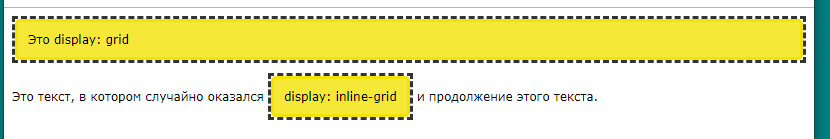 Это display: grid
Это текст, в котором случайно оказался display: inline-grid и продолжение этого текста.